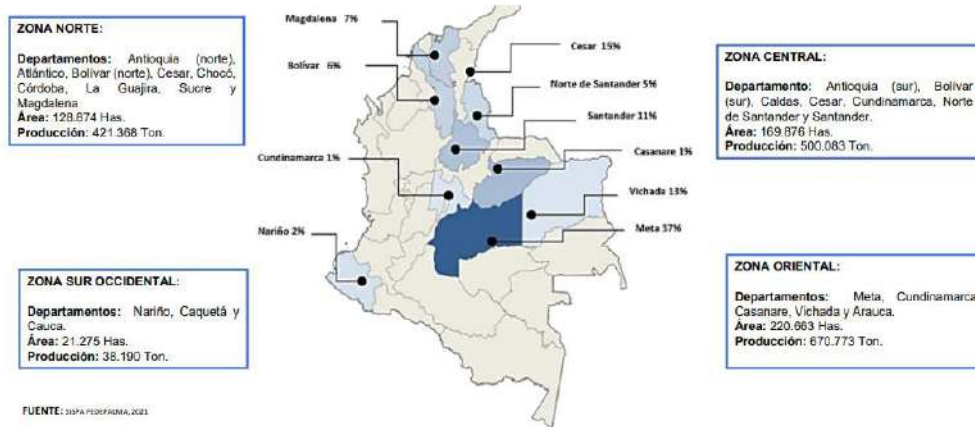 ZONA NORTE:
Departamentos: Antioquia (norte),
Atlántico, Bolívar (norte), Cesar, Chocó,
Córdoba, La Guajira, Sucre y
Magdalena
Área: 128.874 Has.
Producción: 421.368 Ton.
Magdalena 7%
Bolívar 6%
Cundinamarca 1%
Nariño 2%
Cesar 15%
Norte de Santander 5%
Santander 11%
Casanare 1%
Vichada 13%
Meta 37%
ZONA CENTRAL:
Departamento: Antioquia (sur), Bolívar
(sur), Caldas, Cesar, Cundinamarca, Norte
de Santander y Santander.
Área: 169.876 Has.
Producción: 500.083 Ton.
ZONA SUR OCCIDENTAL:
Departamentos: Nariño, Caquetá y
Cauca.
Área: 21.275 Has.
Producción: 38.190 Ton.
ZONA ORIENTAL:
Departamentos: Meta, Cundinamarca
Casanare, Vichada y Arauca.
Área: 220.663 Has.
Producción: 670.773 Ton.
FUENTE: SISPA FEDEPALMA, 2021